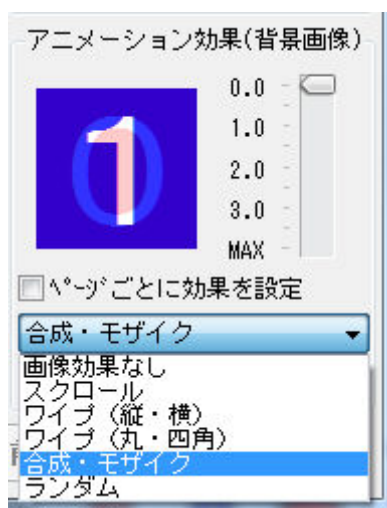 アニメーション効果(背景画像)
0.0
1.0
2.0
3.0
MAX
1
0
ﾍﾟｰｼﾞごとに効果を設定
合成・モザイク
画像効果なし
スクロール
ワイプ（縦・横）
ワイプ（丸・四角）
合成・モザイク
ランダム